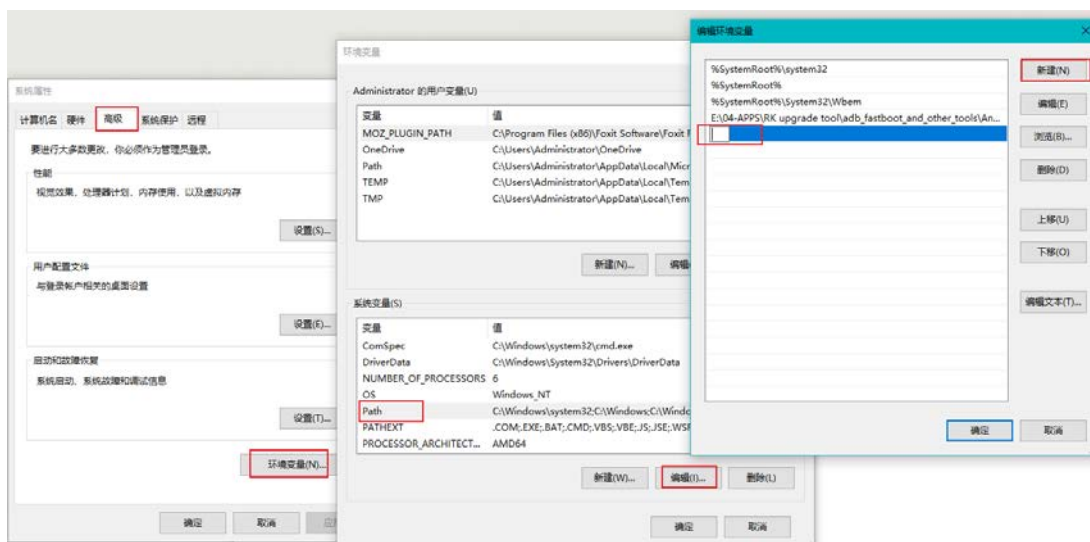 系统属性
计算机名 硬件 高级 系统保护 远程
要进行大多数更改，你必须作为管理员登录。
性能
视觉效果，处理器计划，内存使用，以及虚拟内存
设置(S)...
用户配置文件
与登录帐户相关的桌面设置
设置(E)...
启动和故障恢复
系统启动、系统故障和调试信息
设置(T)...
环境变量(N)...
确定 取消
环境变量
Administrator 的用户变量(U)
变量 值
MOZ_PLUGIN_PATH C:\Program Files (x86)\Foxit Software\Foxit
OneDrive C:\Users\Administrator\OneDrive
Path C:\Users\Administrator\AppData\Local\Micr
TEMP C:\Users\Administrator\AppData\Local\Tem
TMP C:\Users\Administrator\AppData\Local\Tem
新建(N)... 编辑
系统变量(S)
变量 值
ComSpec C:\Windows\system32\cmd.exe
DriverData C:\Windows\System32\Drivers\DriverData
NUMBER_OF_PROCESSORS 6
OS Windows_NT
Path C:\Windows\system32;C:\Windows;C:\Windo
PATHEXT .COM;.EXE;.BAT;.CMD;.VBS;.VBE;.JS;.JSE;.WSF
PROCESSOR_ARCHITECT... AMD64
新建(W)... 编辑(I)... 删除(L)
确定 取消
编辑环境变量
%SystemRoot%\system32
%SystemRoot%
%SystemRoot%\System32\Wbem
E:\04-APPS\RK upgrade tool\adb_fastboot_and_other_tools\An...
新建(N)
编辑(E)
浏览(B)...
删除(D)
上移(U)
下移(O)
编辑文本(T)...
确定 取消